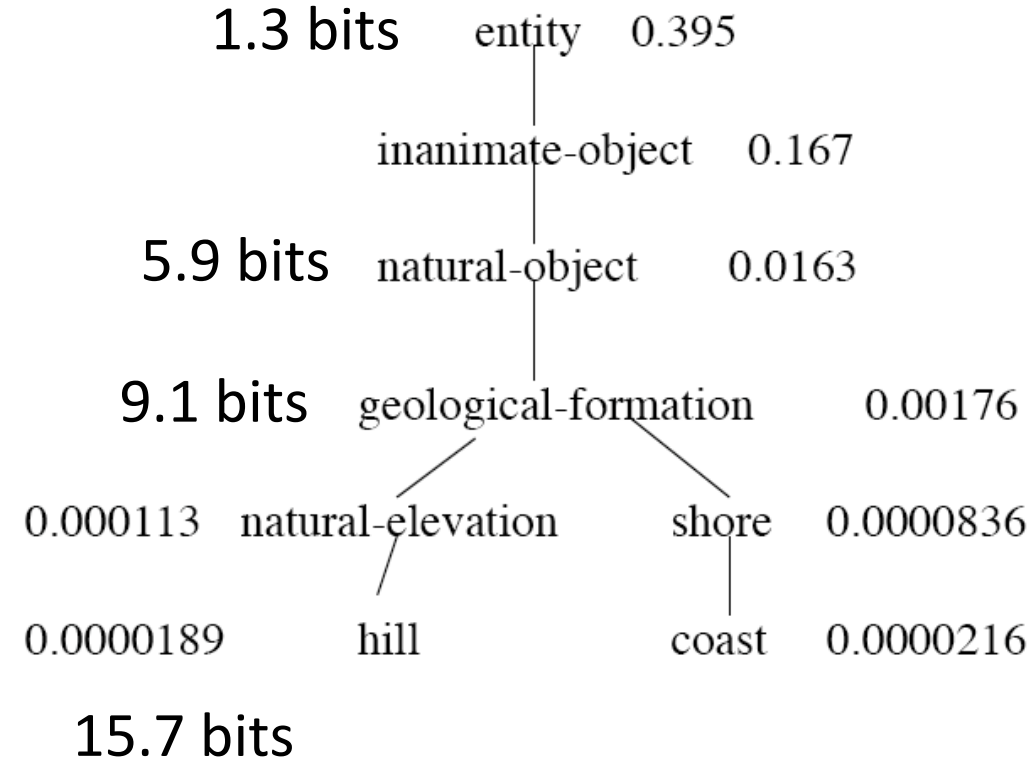 1.3 bits entity 0.395
inanimate-object 0.167
5.9 bits natural-object 0.0163
9.1 bits geological-formation 0.00176
0.000113 natural-elevation shore 0.0000836
0.0000189 hill coast 0.0000216
15.7 bits